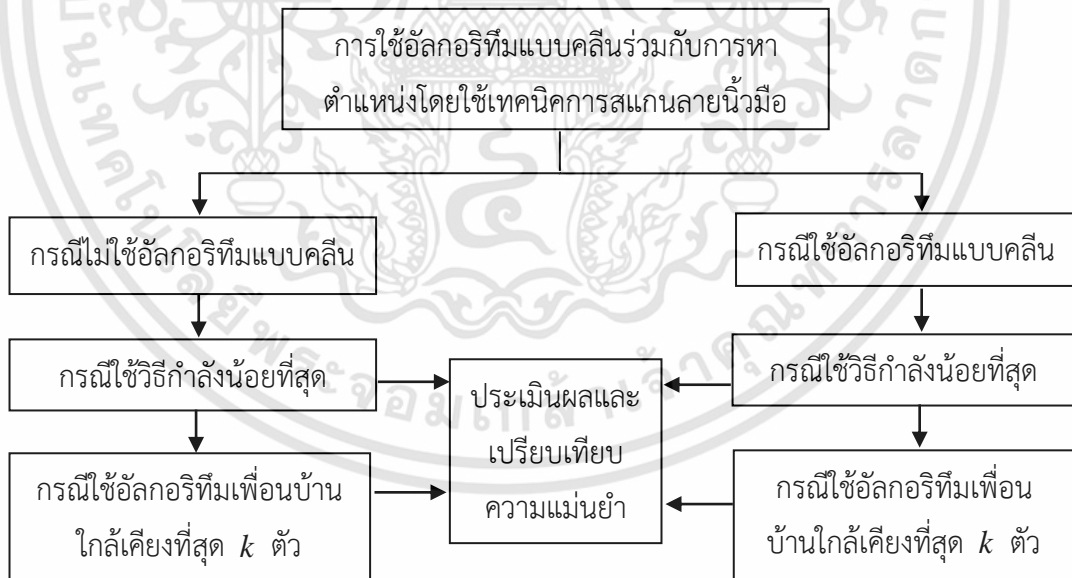 การใช้อัลกอริทึมแบบคลีนร่วมกับการหา
ตำแหน่งโดยใช้เทคนิคการสแกนลายนิ้วมือ
กรณีไม่ใช้อัลกอริทึมแบบคลีน
กรณีใช้อัลกอริทึมแบบคลีน
กรณีใช้วิธีกำลังน้อยที่สุด
ประเมินผลและ
เปรียบเทียบ
ความแม่นยำ
กรณีใช้วิธีกำลังน้อยที่สุด
กรณีใช้อัลกอริทึมเพื่อนบ้าน
ใกล้เคียงที่สุด k ตัว
กรณีใช้อัลกอริทึมเพื่อน
บ้านใกล้เคียงที่สุด k ตัว